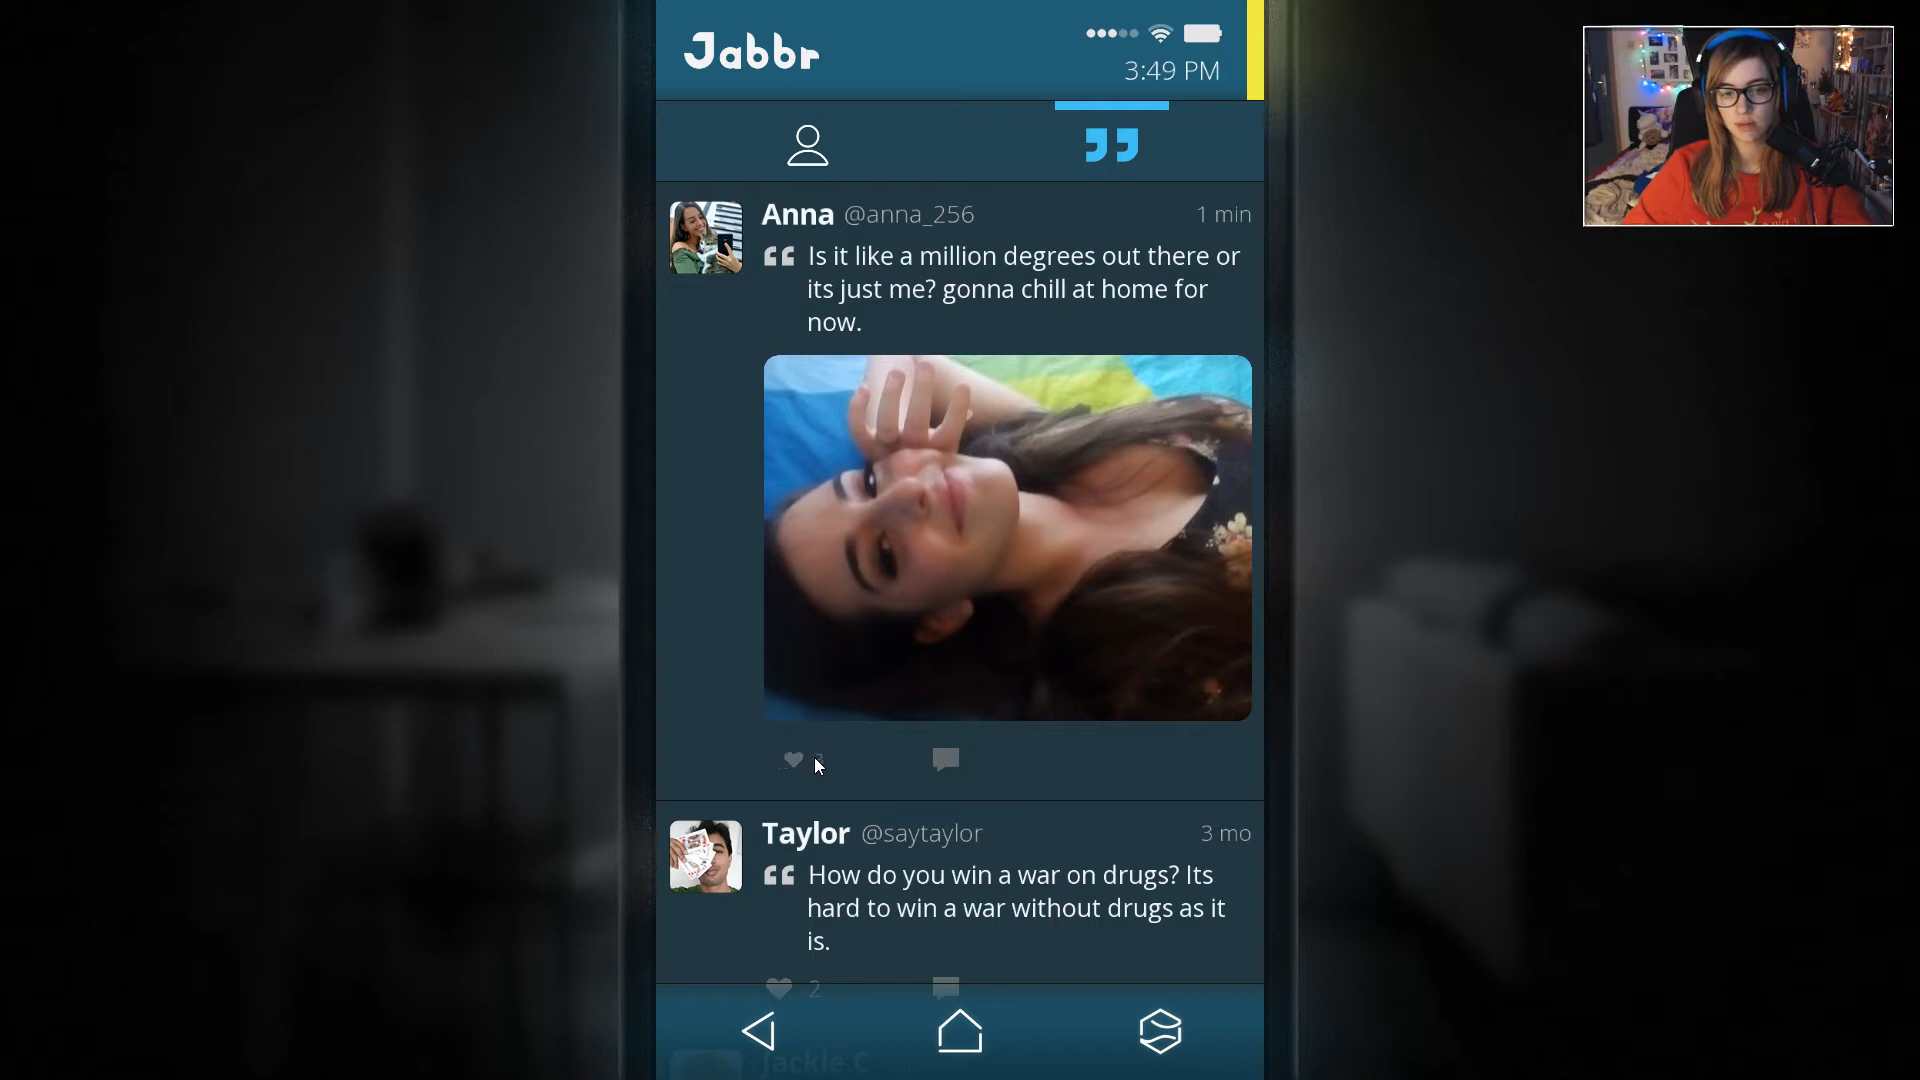 Jabbr
3:49 PM
Anna @anna_256 1 min
Is it like a million degrees out there or
its just me? gonna chill at home for
now.
Taylor @saytaylor 3 mo
How do you win a war on drugs? Its
hard to win a war without drugs as it
is.
2
Jackie C